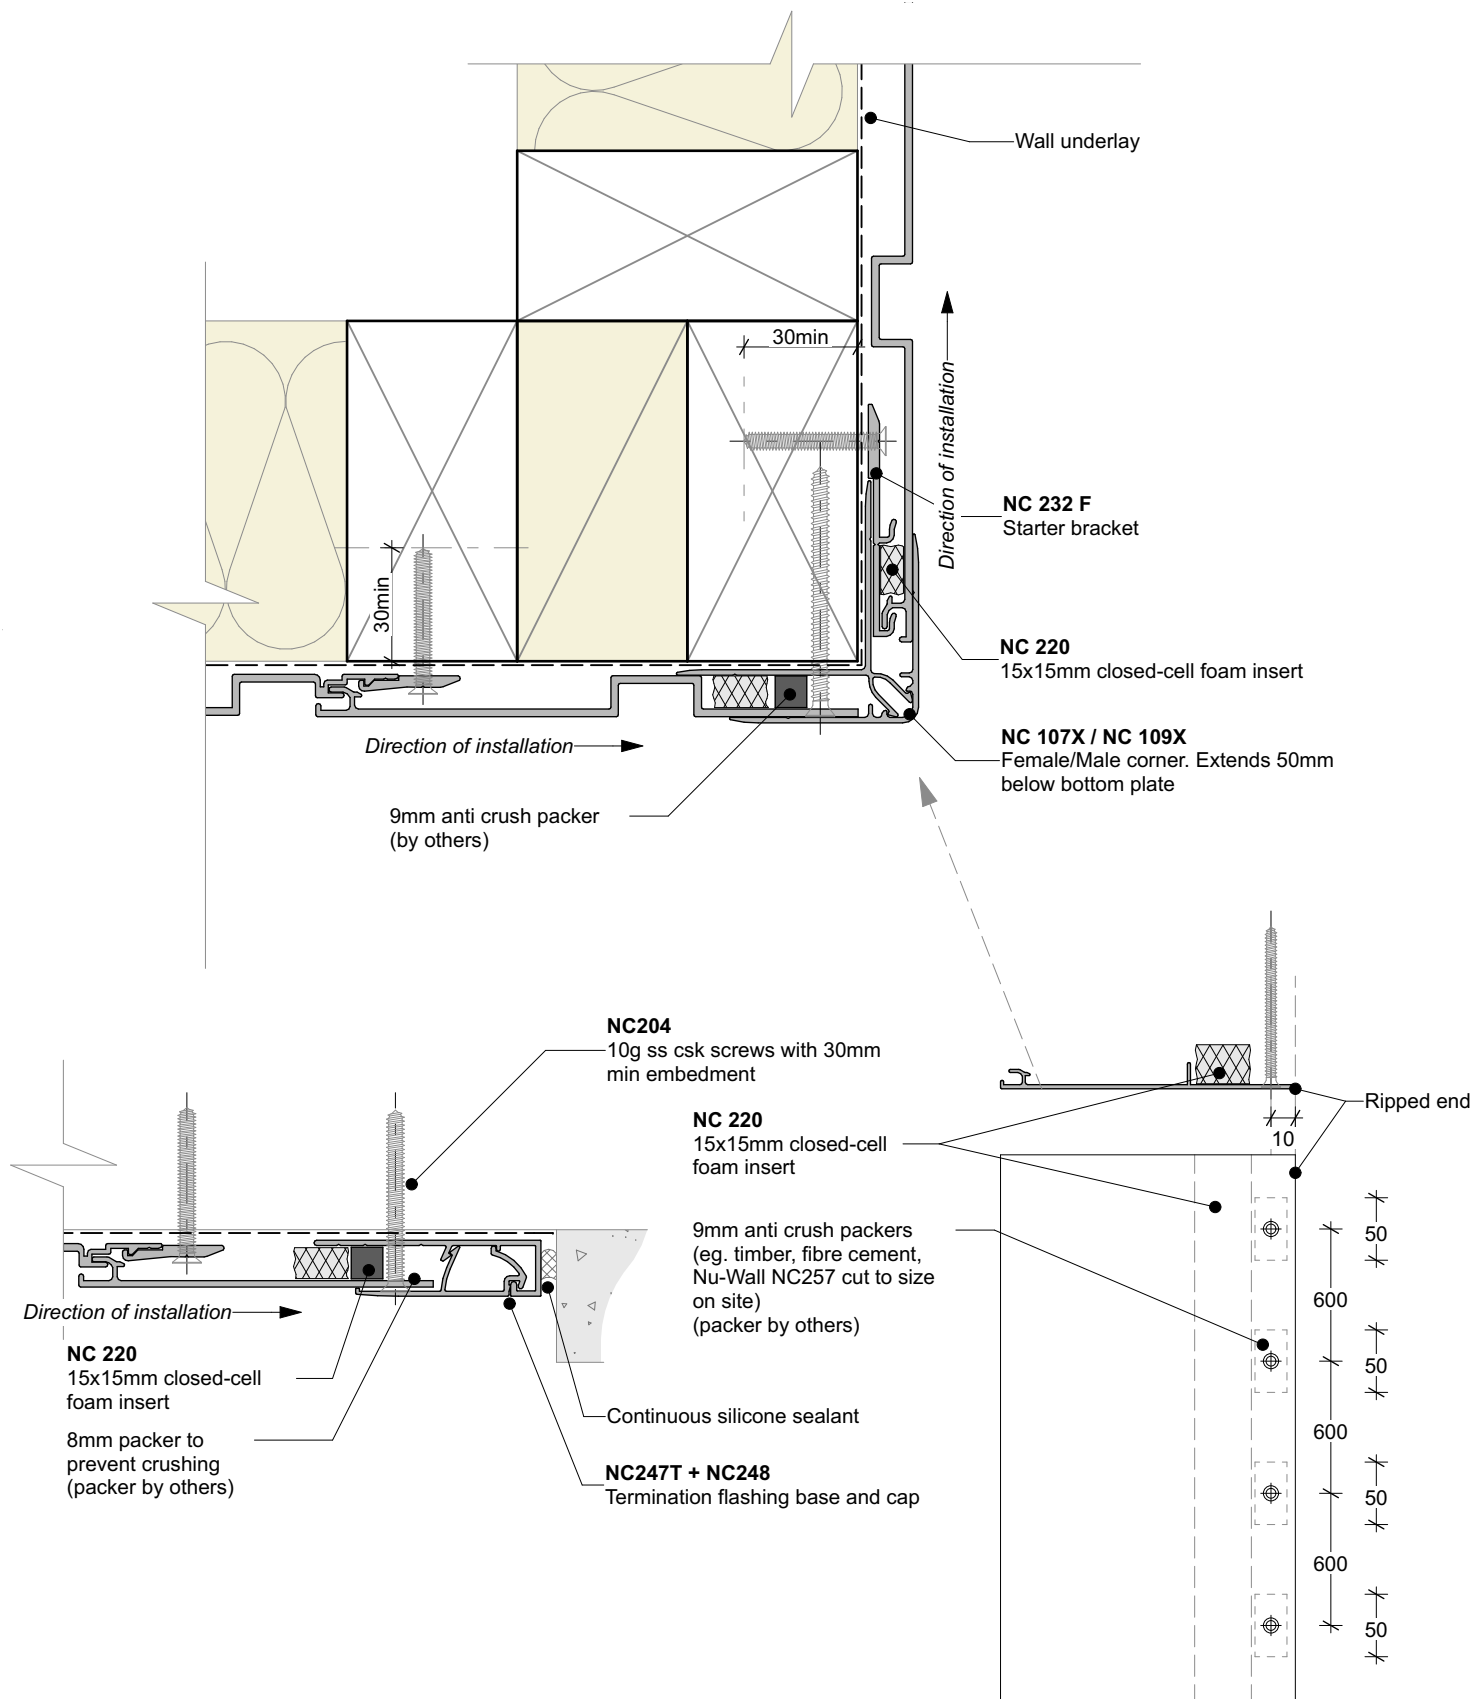 Wall underlay
30min
Direction of installation
NC 232 F
Starter bracket
30min
NC 220
15x15mm closed-cell foam insert
NC 107X / NC 109X
Female/Male corner. Extends 50mm
below bottom plate
Direction of installation
9mm anti crush packer
(by others)
NC204
10g ss csk screws with 30mm
min embedment
NC 220
15x15mm closed-cell
foam insert
Ripped end
10
9mm anti crush packers
(eg. timber, fibre cement,
Nu-Wall NC257 cut to size
on site)
(packer by others)
50
600
50
600
50
600
50
Direction of installation
NC 220
15x15mm closed-cell
foam insert
8mm packer to
prevent crushing
(packer by others)
Continuous silicone sealant
NC247T + NC248
Termination flashing base and cap